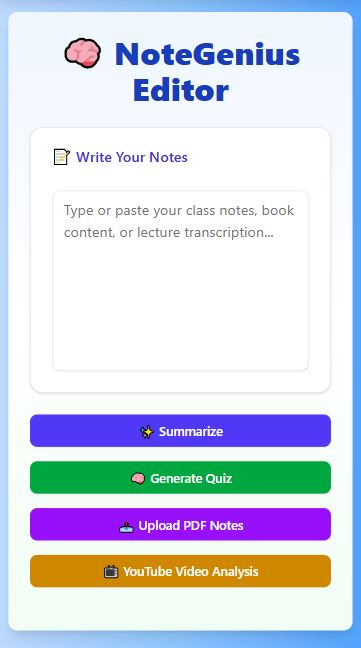 🧠 NoteGenius
Editor
📝 Write Your Notes
Type or paste your class notes, book
content, or lecture transcription...
✨ Summarize
🧠 Generate Quiz
📤 Upload PDF Notes
📺 YouTube Video Analysis